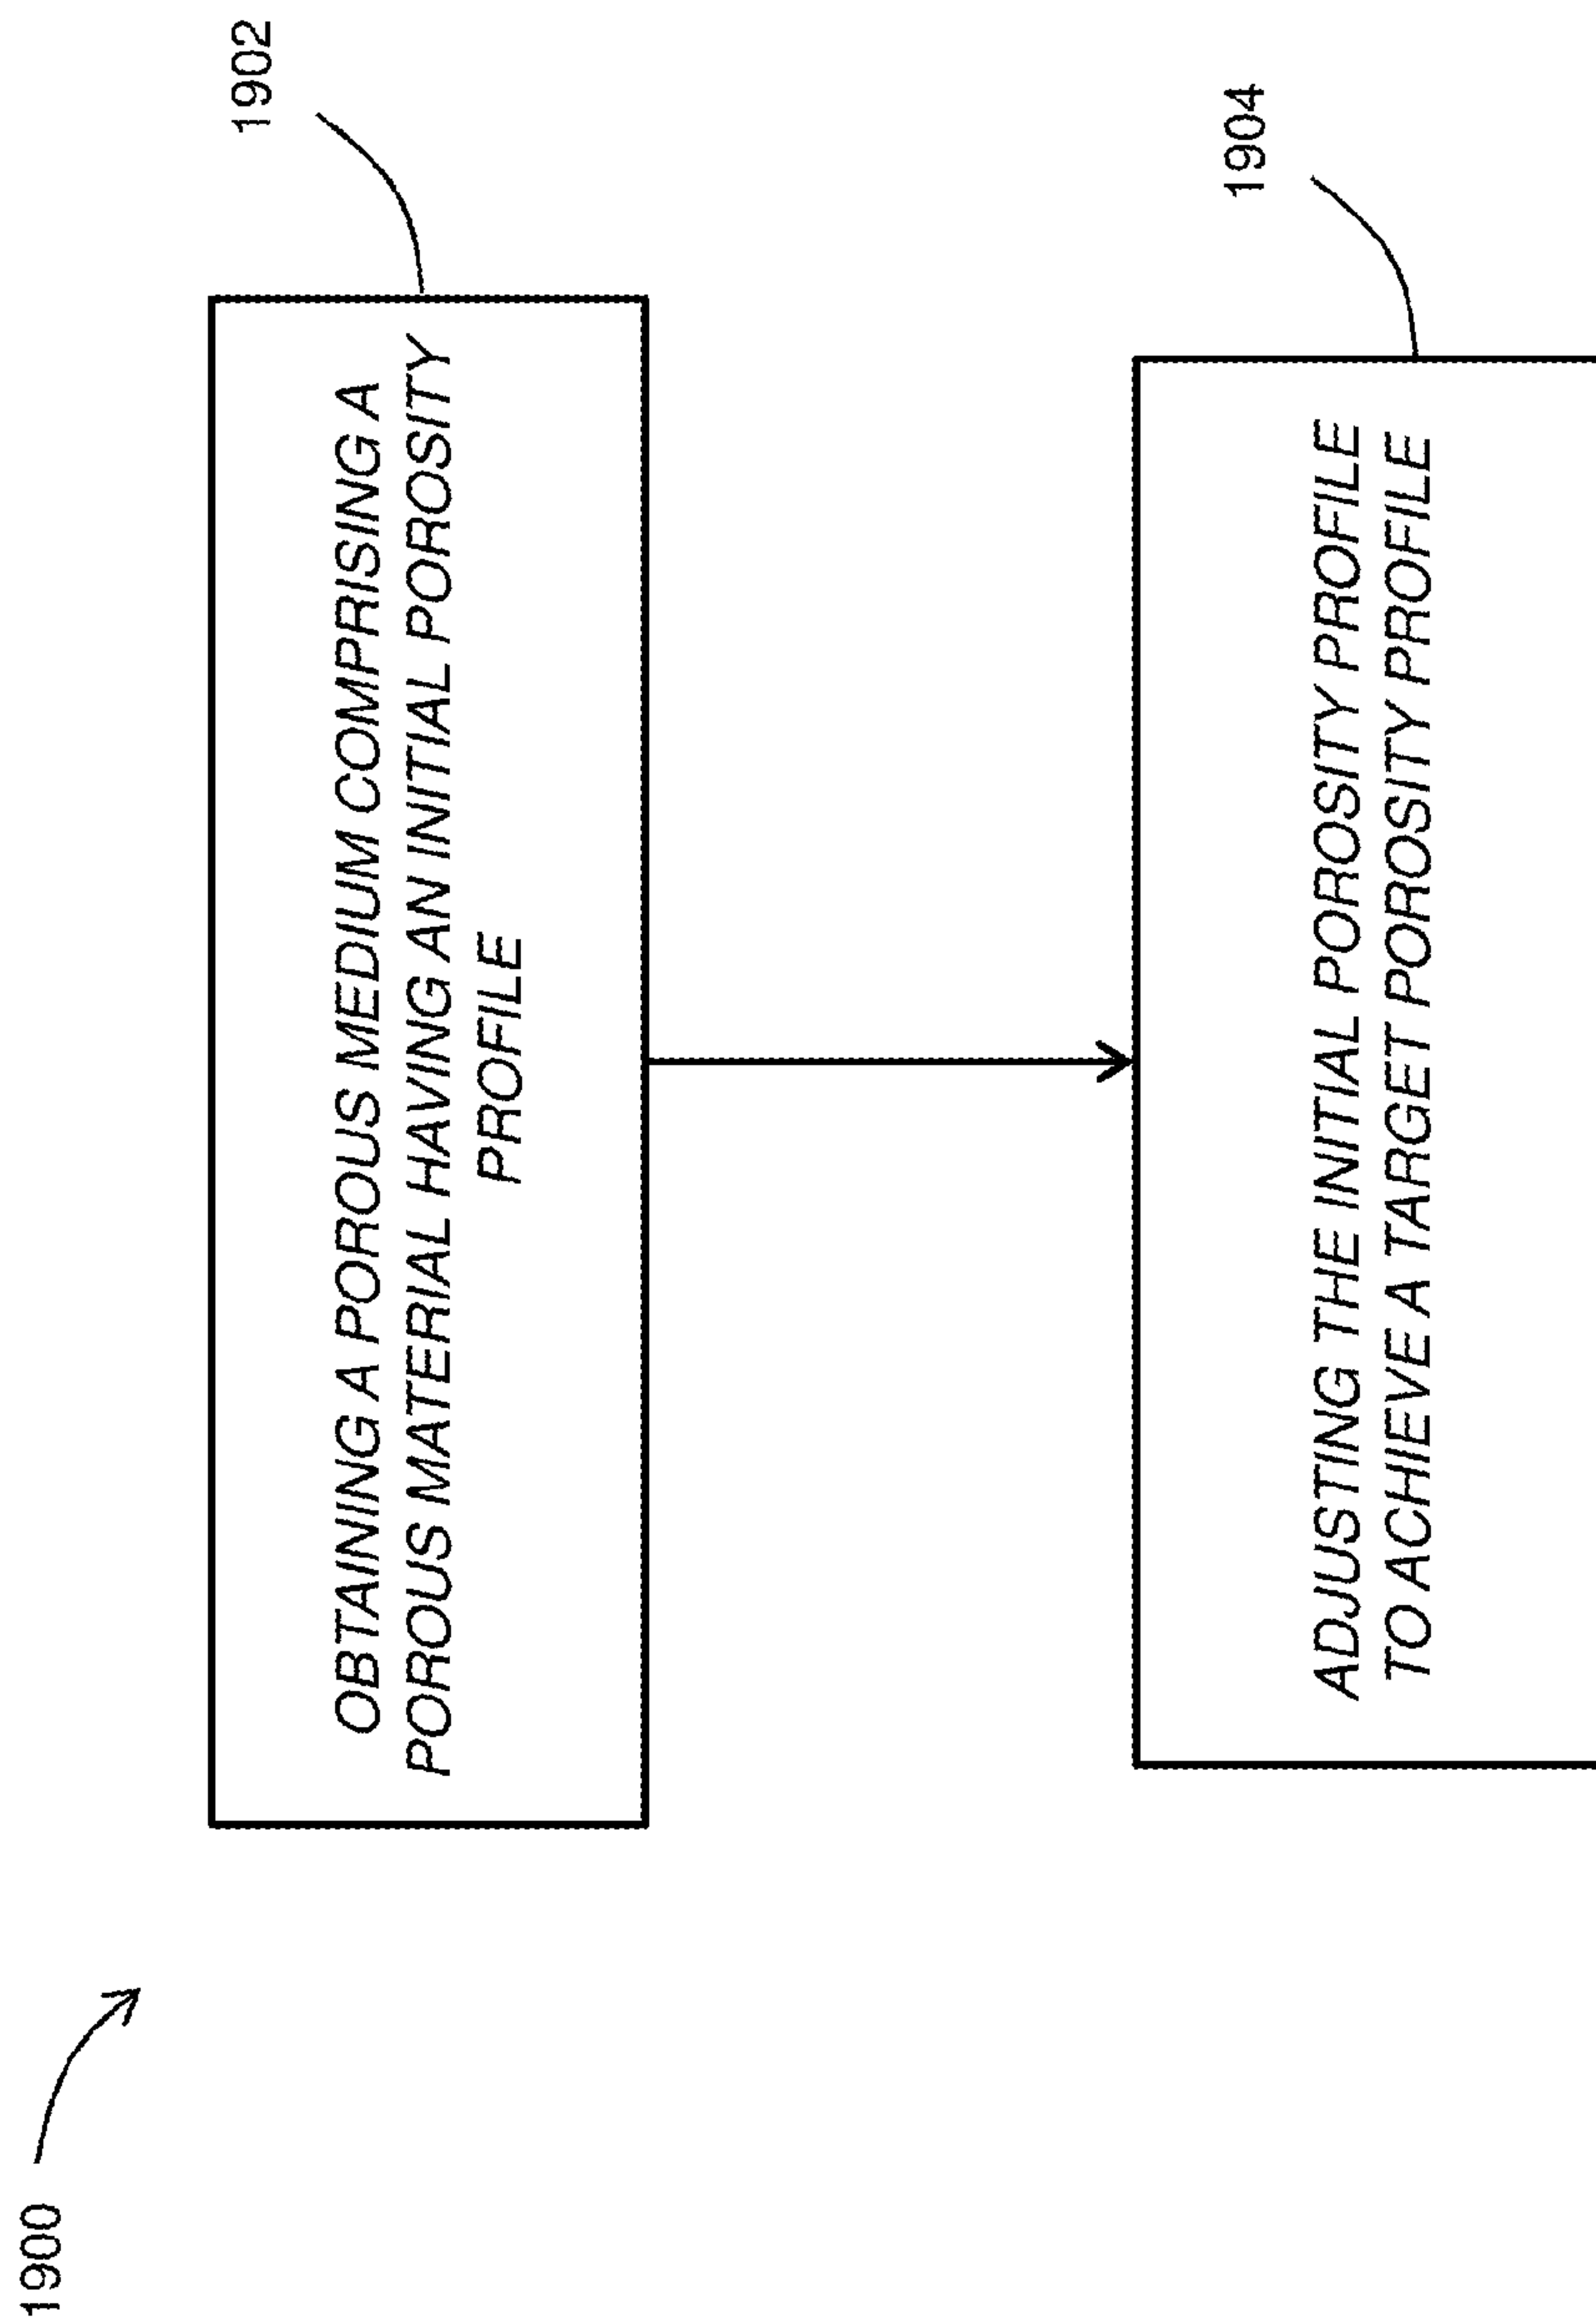 1900
1902
OBTAINING A POROUS MEDIUM COMPRISING A
POROUS MATERIAL HAVING AN INITIAL POROSITY
PROFILE
1904
ADJUSTING THE INITIAL POROSITY PROFILE
TO ACHIEVE A TARGET POROSITY PROFILE